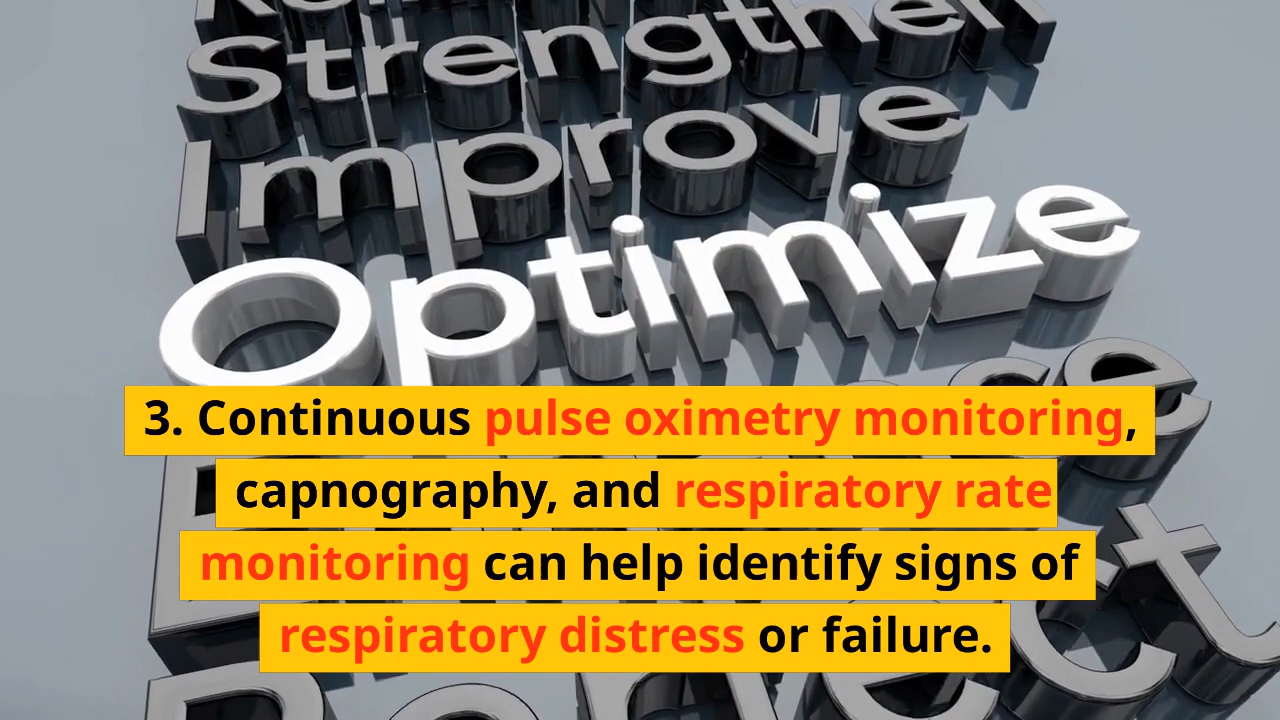 Strengthen
Improve
Optimize
3. Continuous pulse oximetry monitoring,
capnography, and respiratory rate
monitoring can help identify signs of
respiratory distress or failure.
Perfect